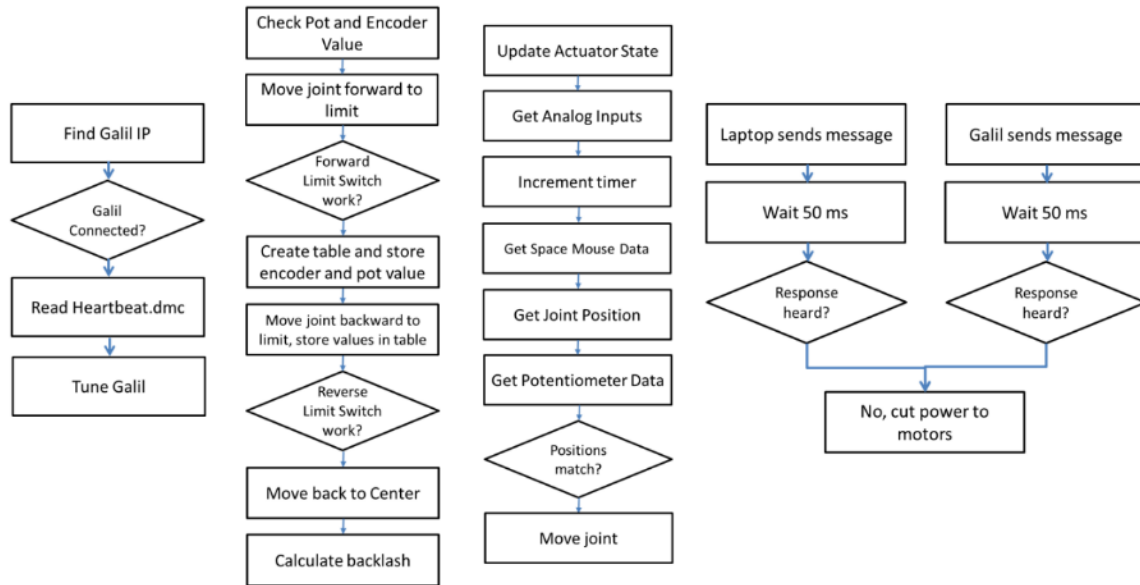 Find Galil IP
Galil
Connected?
Read Heartbeat.dmc
Tune Galil
Check Pot and Encoder
Value
Move joint forward to
limit
Forward
Limit Switch
work?
Create table and store
encoder and pot value
Move joint backward to
limit, store values in table
Reverse
Limit Switch
work?
Move back to Center
Calculate backlash
Update Actuator State
Get Analog Inputs
Increment timer
Get Space Mouse Data
Get Joint Position
Get Potentiometer Data
Positions
match?
Move joint
Laptop sends message
Wait 50 ms
Response
heard?
Galil sends message
Wait 50 ms
Response
heard?
No, cut power to
motors